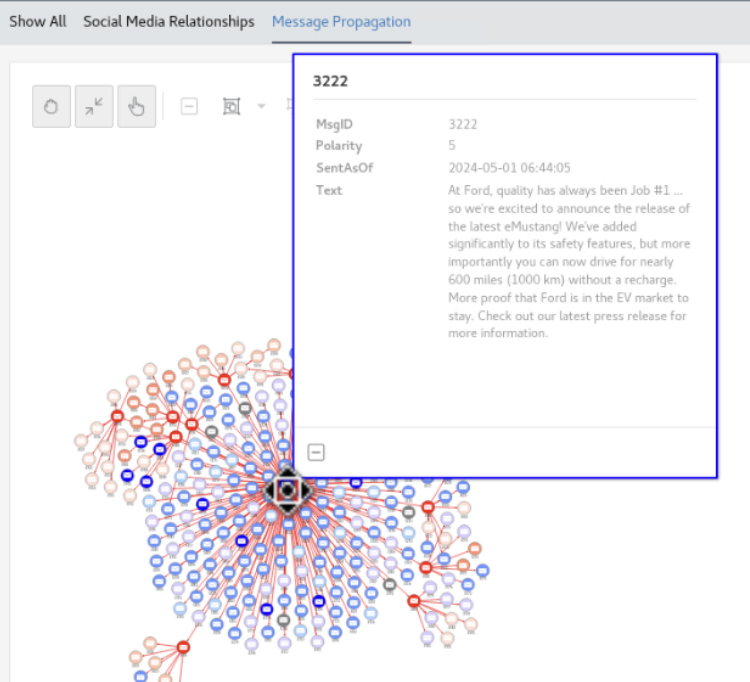 Show All Social Media Relationships Message Propagation
3222
MsgID 3222
Polarity 5
SentAsOf 2024-05-01 06:44:05
Text At Ford, quality has always been Job #1 ...
so we're excited to announce the release of
the latest eMustang! We've added
significantly to its safety features, but more
importantly you can now drive for nearly
600 miles (1000 km) without a recharge.
More proof that Ford is in the EV market to
stay. Check out our latest press release for
more information.